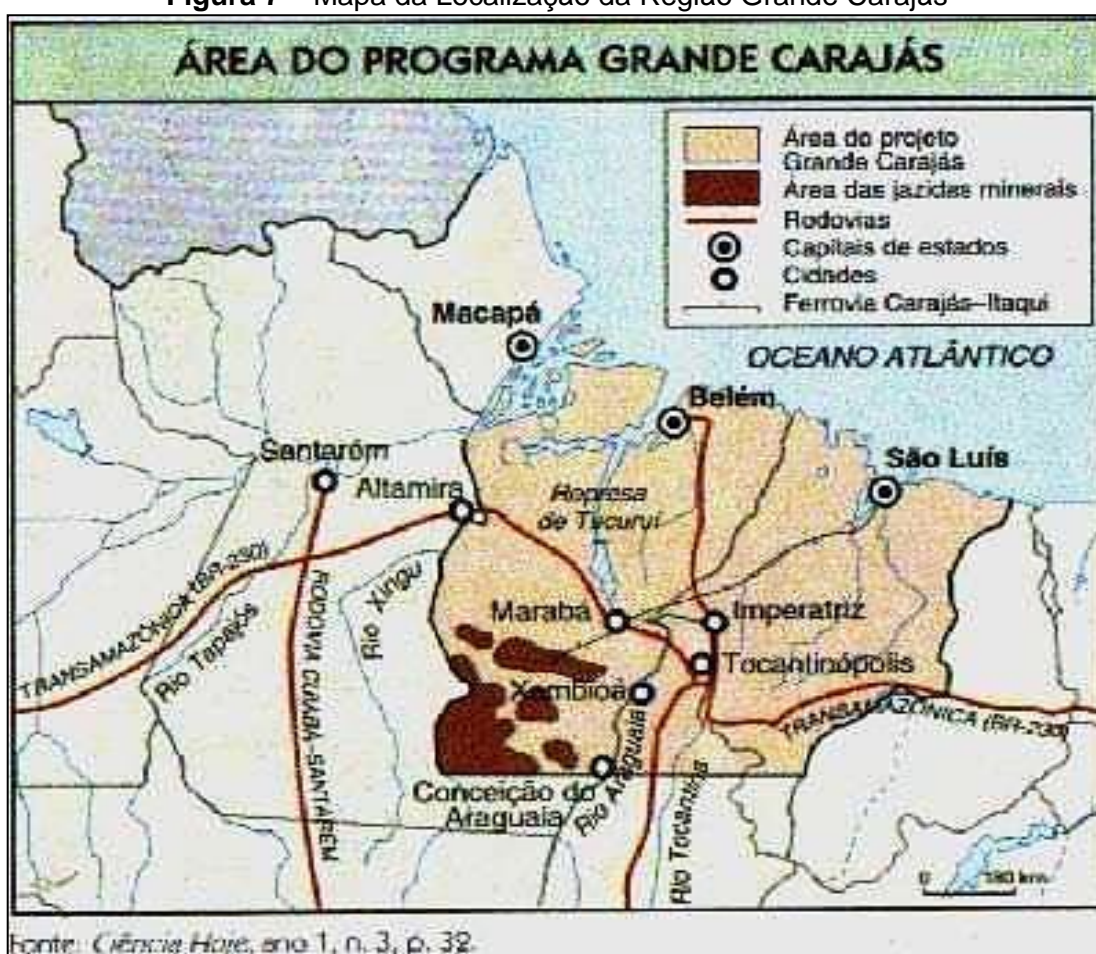 Figura 7 – Mapa da Localização da Região Grande Carajás
ÁREA DO PROGRAMA GRANDE CARAJÁS
Área do projeto
Grande Carajás
Área das jazidas minerais
Rodovias
Capitais de estados
Cidades
Ferrovia Carajás–Itaqui
Macapá
OCEANO ATLÂNTICO
Belém
Santarém
São Luís
Altamira
Represa
de Tucuruí
TRANSAMAZÔNICA (BR-230)
Rio Tapajós
RODOVIA CUIABÁ–SANTARÉM
Rio Xingu
Marabá
Imperatriz
Tocantinópolis
Xambioá
TRANSAMAZÔNICA (BR-230)
Conceição do
Araguaia
Rio Araguaia
Rio Tocantins
0 180 km
Fonte: Ciência Hoje, ano 1, n. 3, p. 32.